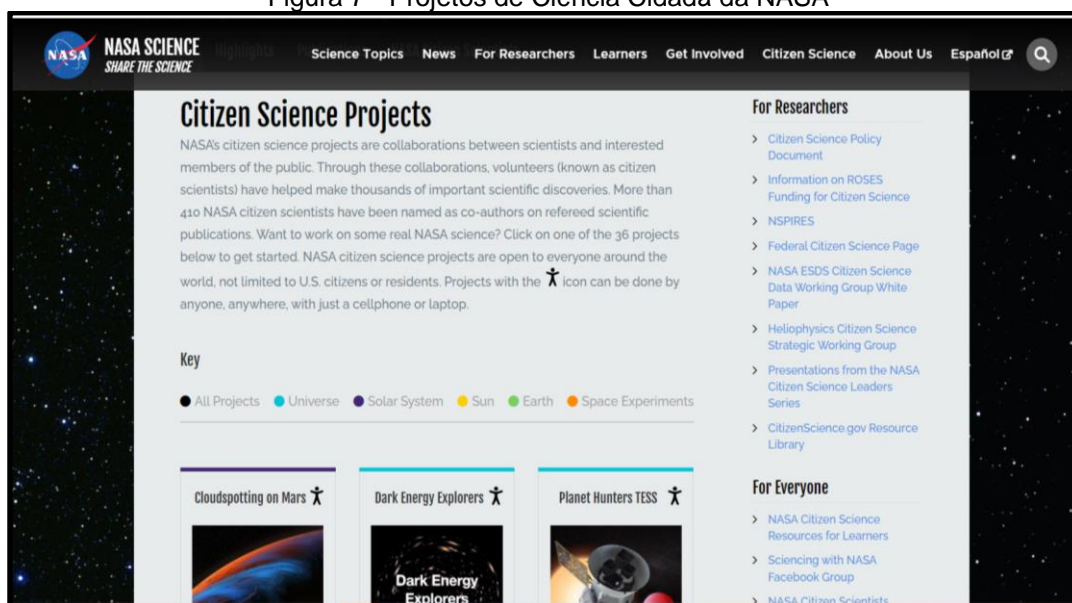 Figura 7 - Projetos de Ciência Cidadã da NASA
NASA
NASA SCIENCE
SHARE THE SCIENCE
Highlights
Science Topics News For Researchers Learners Get Involved Citizen Science About Us Español
Citizen Science Projects
NASA's citizen science projects are collaborations between scientists and interested
members of the public. Through these collaborations, volunteers (known as citizen
scientists) have helped make thousands of important scientific discoveries. More than
410 NASA citizen scientists have been named as co-authors on refereed scientific
publications. Want to work on some real NASA science? Click on one of the 36 projects
below to get started. NASA citizen science projects are open to everyone around the
world, not limited to U.S. citizens or residents. Projects with the icon can be done by
anyone, anywhere, with just a cellphone or laptop.
Key
All Projects Universe Solar System Sun Earth Space Experiments
Cloudspotting on Mars
Dark Energy Explorers
Dark Energy
Explorers
Planet Hunters TESS
For Researchers
Citizen Science Policy
Document
Information on ROSES
Funding for Citizen Science
NSPIRES
Federal Citizen Science Page
NASA ESDS Citizen Science
Data Working Group White
Paper
Heliophysics Citizen Science
Strategic Working Group
Presentations from the NASA
Citizen Science Leaders
Series
CitizenScience.gov Resource
Library
For Everyone
NASA Citizen Science
Resources for Learners
Sciencing with NASA
Facebook Group
NASA Citizen Scientists